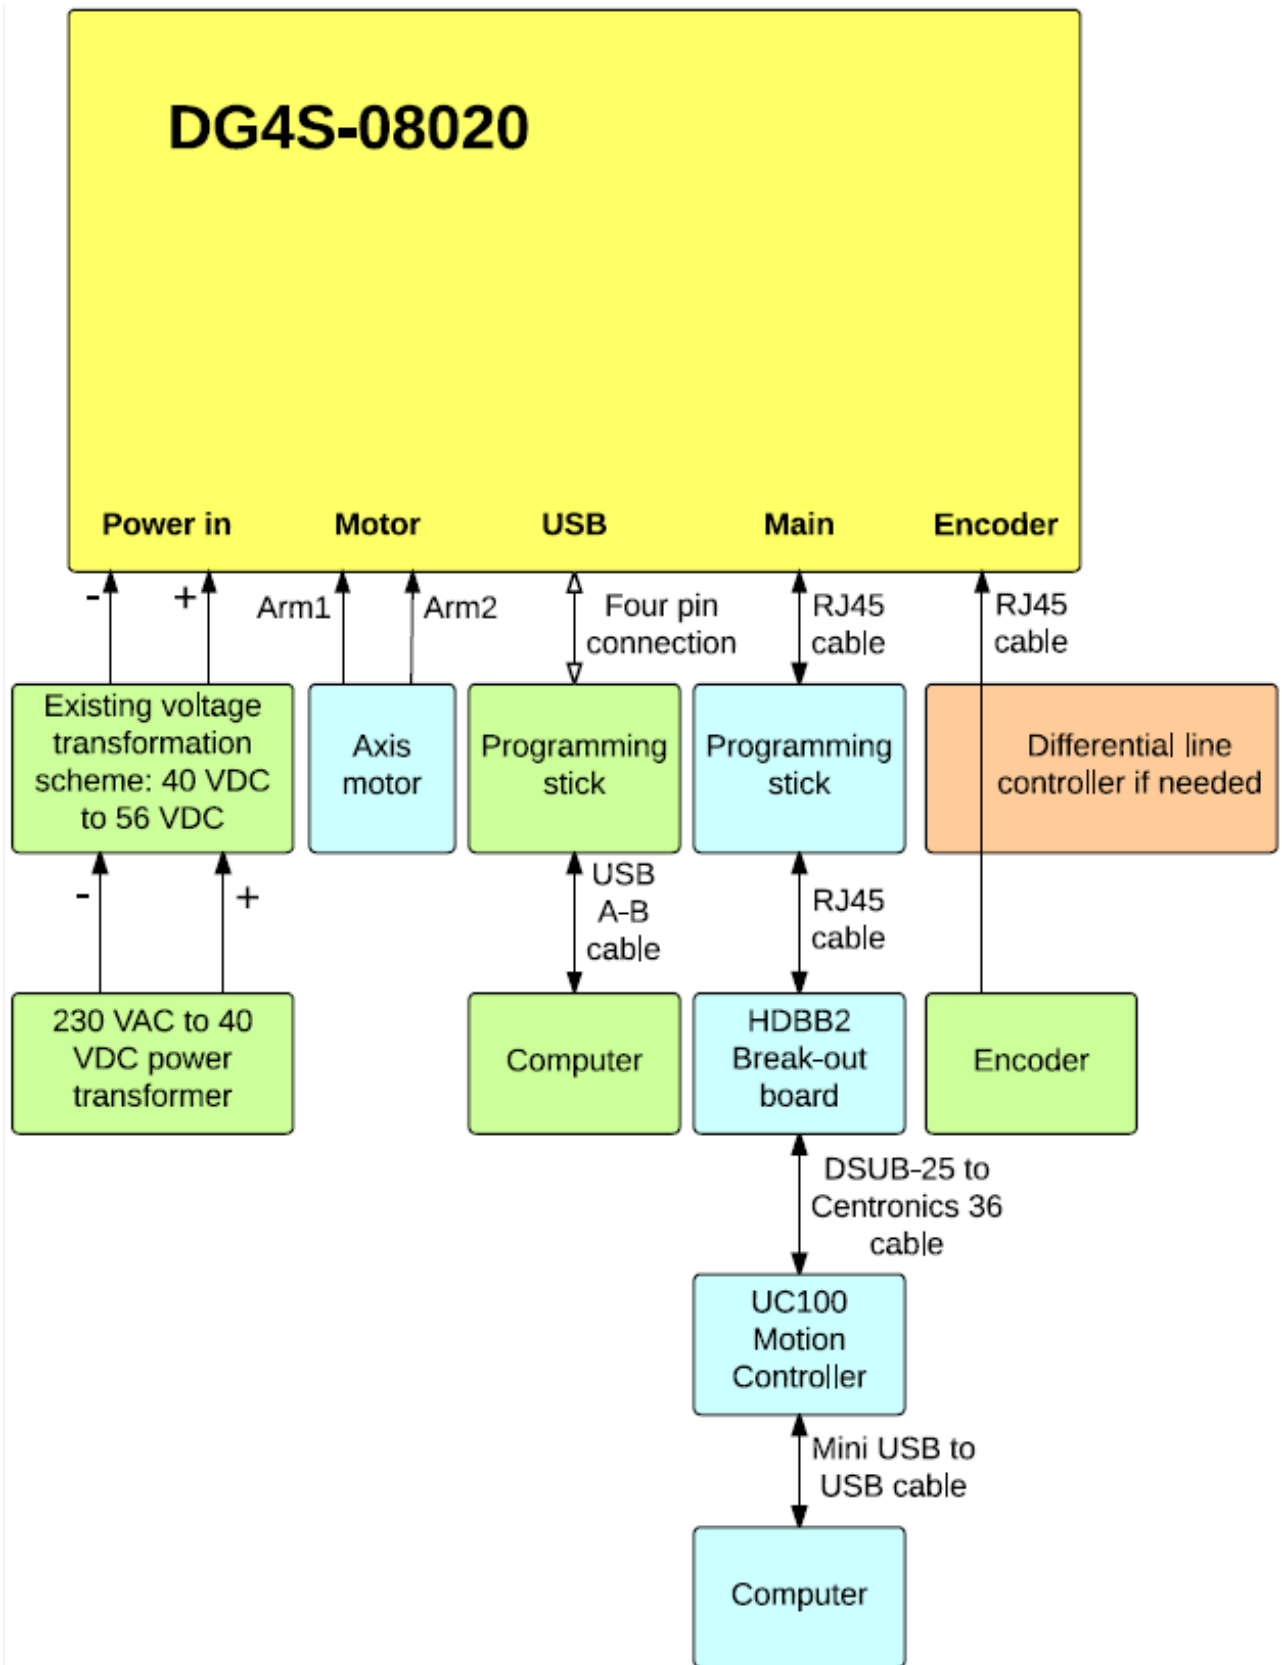 DG4S-08020
Power in
Motor
USB
Main
Encoder
-
+
Arm1
Arm2
Four pin
connection
RJ45
cable
RJ45
cable
Existing voltage
transformation
scheme: 40 VDC
to 56 VDC
Axis
motor
Programming
stick
Programming
stick
Differential line
controller if needed
-
+
USB
A-B
cable
RJ45
cable
230 VAC to 40
VDC power
transformer
Computer
HDBB2
Break-out
board
Encoder
DSUB-25 to
Centronics 36
cable
UC100
Motion
Controller
Mini USB to
USB cable
Computer